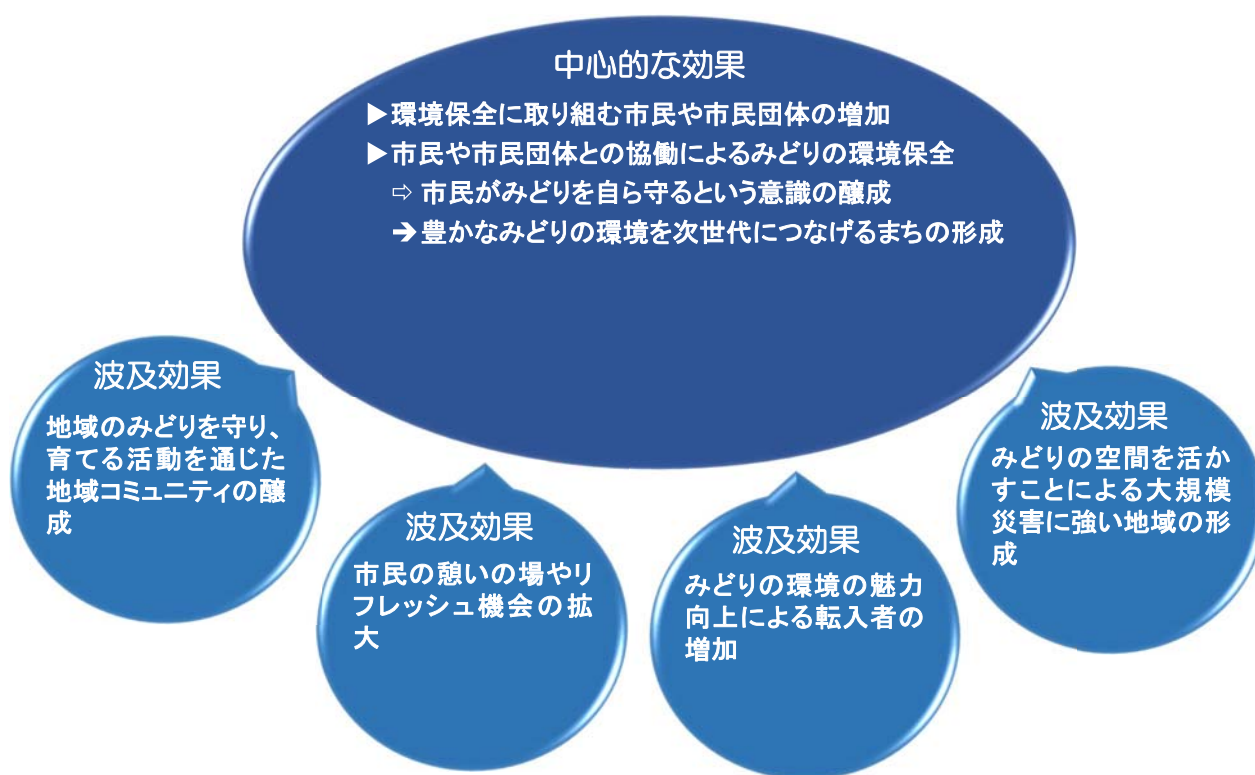 中心的な効果
▶環境保全に取り組む市民や市民団体の増加
▶市民や市民団体との協働によるみどりの環境保全
⇨ 市民がみどりを自ら守るという意識の醸成
➔豊かなみどりの環境を次世代につなげるまちの形成
波及効果
地域のみどりを守り、
育てる活動を通じた
地域コミュニティの醸
成
波及効果
市民の憩いの場やリ
フレッシュ機会の拡
大
波及効果
みどりの環境の魅力
向上による転入者の
増加
波及効果
みどりの空間を活か
すことによる大規模
災害に強い地域の形
成